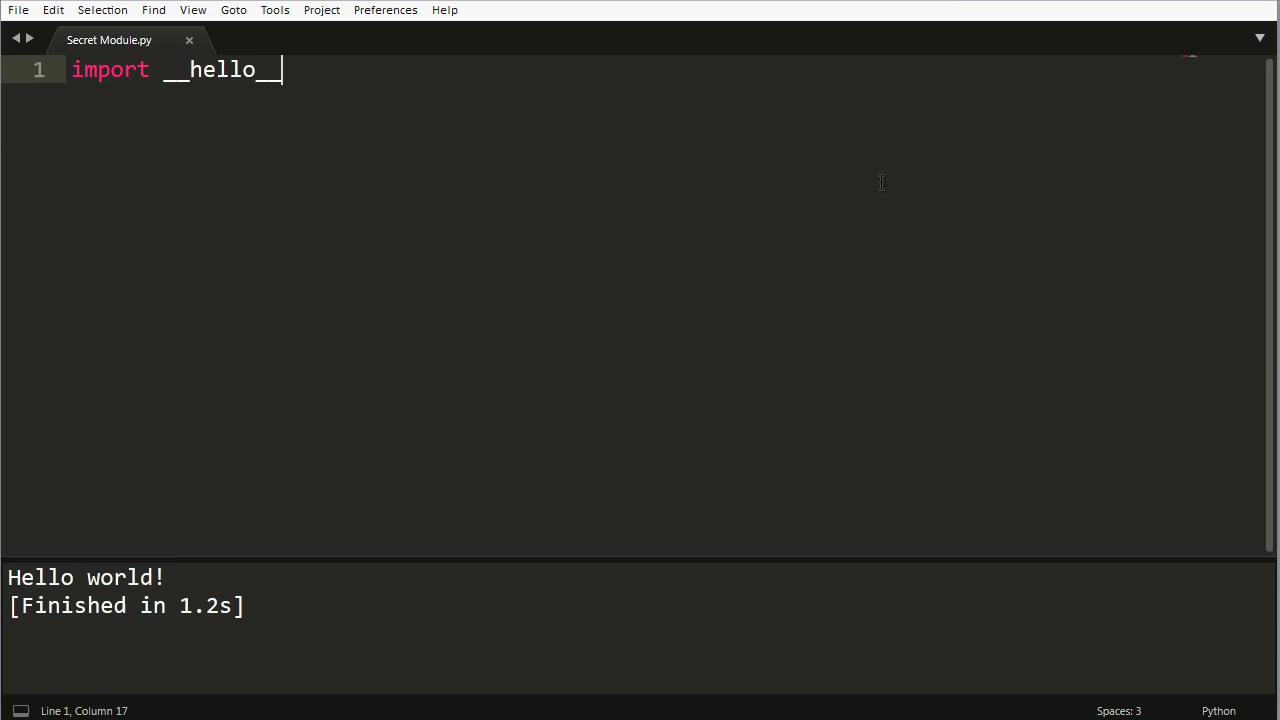 File Edit Selection Find View Goto Tools Project Preferences Help
Secret Module.py ×
1 import __hello__
Hello world!
[Finished in 1.2s]
Line 1, Column 17 Spaces: 3 Python